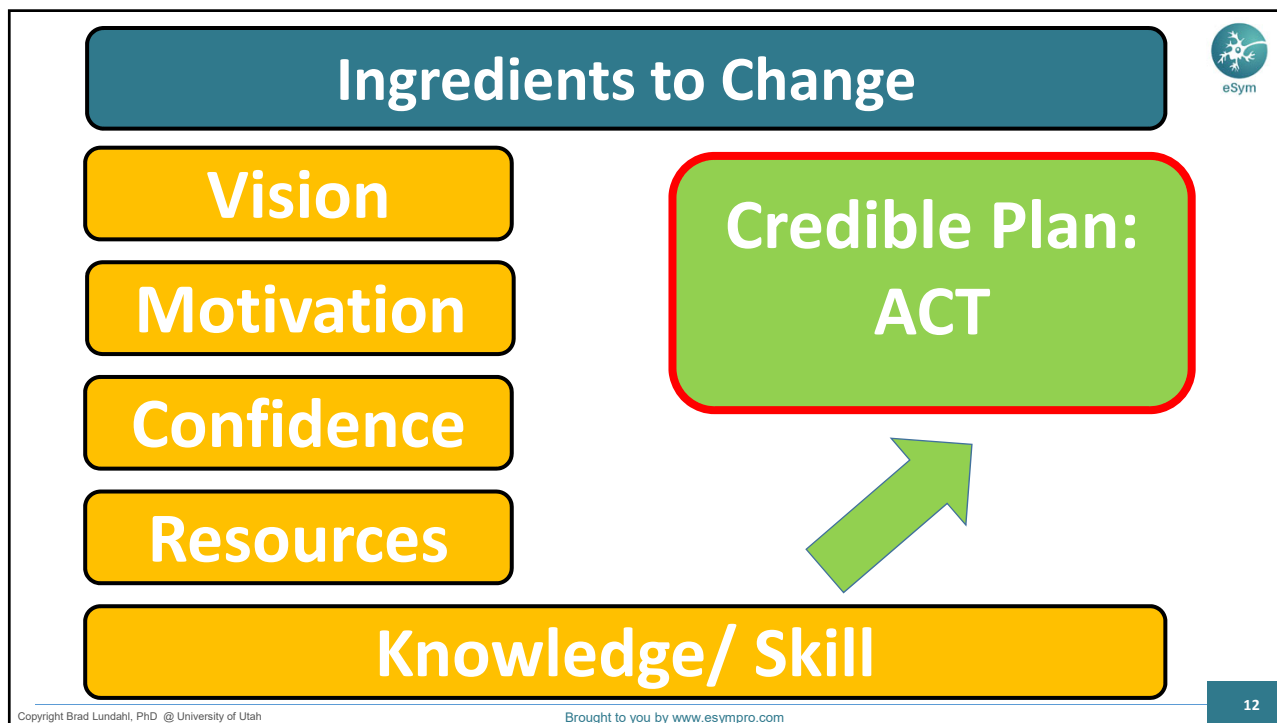 Ingredients to Change
eSym
Vision
Motivation
Confidence
Resources
Knowledge/ Skill
Credible Plan:
ACT
Copyright Brad Lundahl, PhD @ University of Utah
Brought to you by www.esympro.com
12